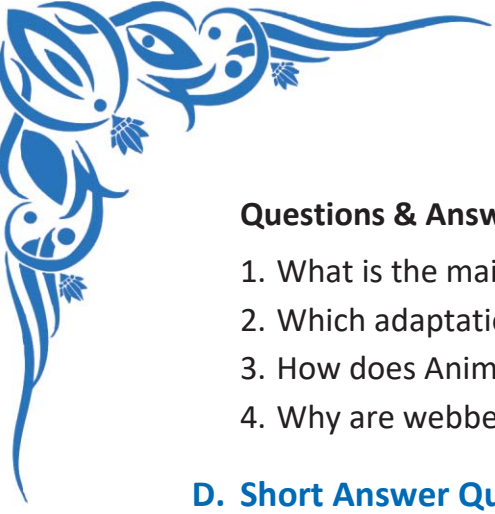 Questions & Answ
1. What is the mai
2. Which adaptati
3. How does Anim
4. Why are webbe
D. Short Answer Qu